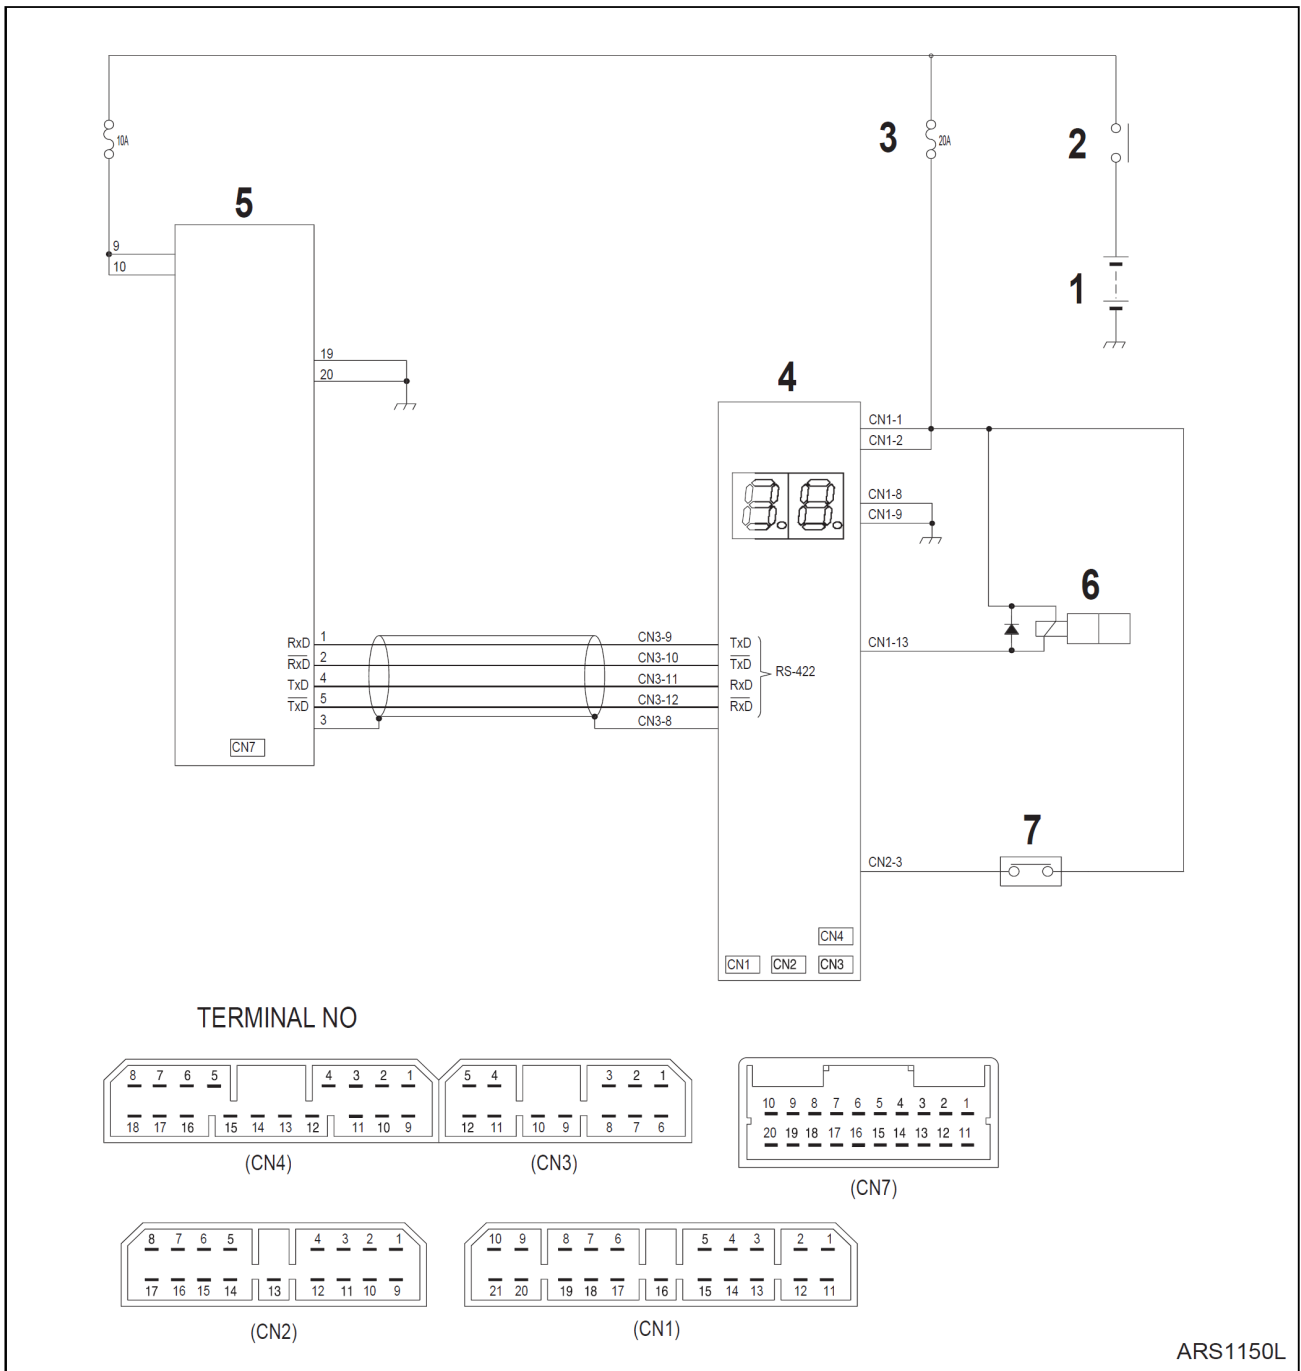 10A
3
20A
2
5
9
10
1
19
20
4
CN1-1
CN1-2
CN1-8
CN1-9
6
CN1-13
RxD 1 CN3-9 TxD
RxD 2 CN3-10 TxD
TxD 4 CN3-11 RxD
TxD 5 CN3-12 RxD
3 CN3-8
RS-422
CN7
7
CN2-3
CN4
CN1 CN2 CN3
TERMINAL NO
8 7 6 5 4 3 2 1
18 17 16 15 14 13 12 11 10 9
(CN4)
5 4 3 2 1
12 11 10 9 8 7 6
(CN3)
10 9 8 7 6 5 4 3 2 1
20 19 18 17 16 15 14 13 12 11
(CN7)
8 7 6 5 4 3 2 1
17 16 15 14 13 12 11 10 9
(CN2)
10 9 8 7 6 5 4 3 2 1
21 20 19 18 17 16 15 14 13 12 11
(CN1)
ARS1150L